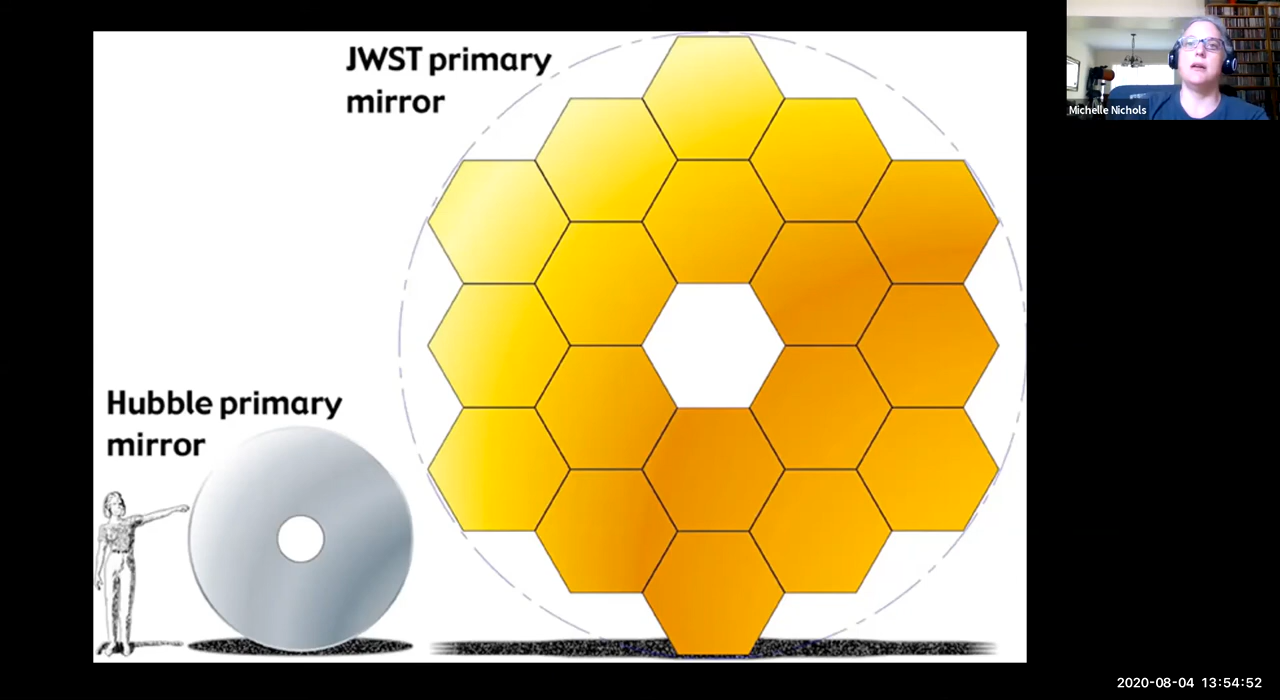 JWST primary
mirror
Hubble primary
mirror
Michelle Nichols
2020-08-04 13:54:52